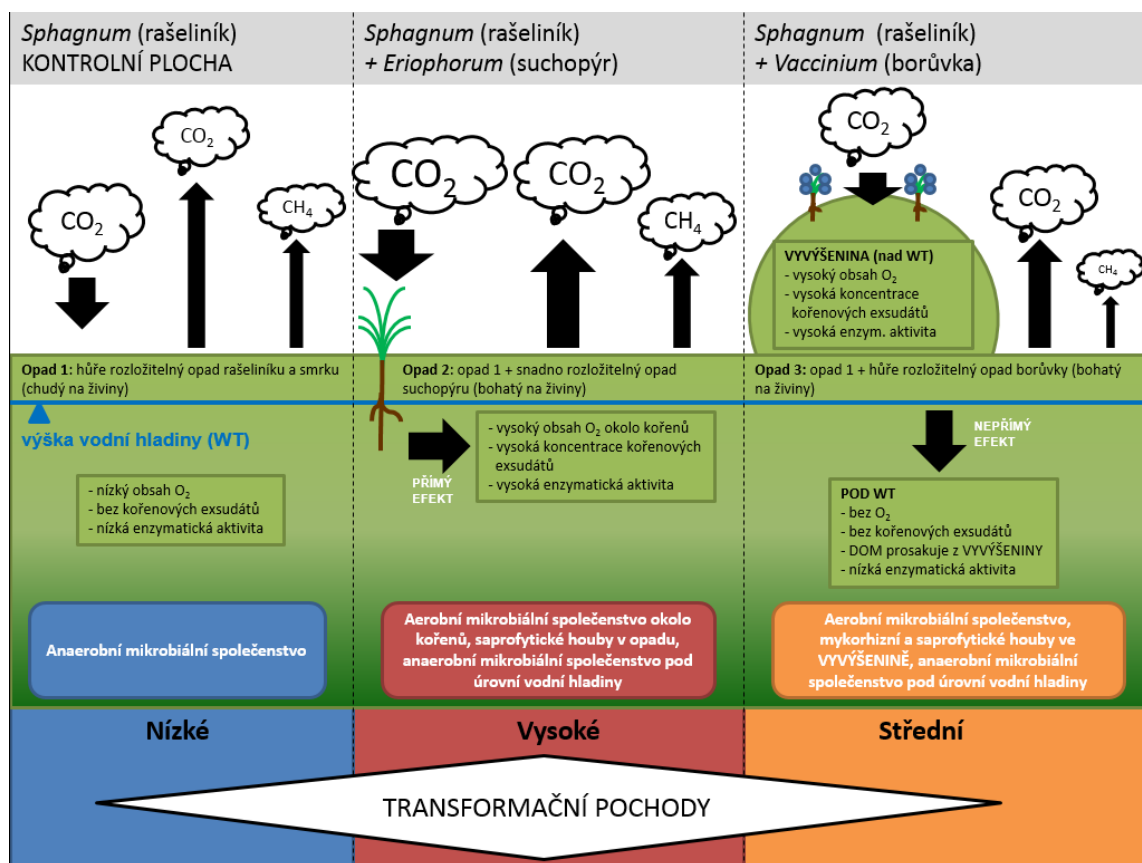 Sphagnum (rašeliník)
KONTROLNÍ PLOCHA
Sphagnum (rašeliník)
+ Eriophorum (suchopýr)
Sphagnum (rašeliník)
+ Vaccinium (borůvka)
CO2
CO2
CH4
CO2
CO2
CH4
CO2
CO2
CH4
VYVÝŠENINA (nad WT)
- vysoký obsah O2
- vysoká koncentrace
kořenových exsudátů
- vysoká enzym. aktivita
Opad 1: hůře rozložitelný opad rašeliníku a smrku
(chudý na živiny)
Opad 2: opad 1 + snadno rozložitelný opad
suchopýru (bohatý na živiny)
Opad 3: opad 1 + hůře rozložitelný opad borůvky (bohatý
na živiny)
výška vodní hladiny (WT)
- nízký obsah O2
- bez kořenových exsudátů
- nízká enzymatická aktivita
PŘÍMÝ
EFEKT
- vysoký obsah O2 okolo kořenů
- vysoká koncentrace kořenových
exsudátů
- vysoká enzymatická aktivita
NEPŘÍMÝ
EFEKT
POD WT
- bez O2
- bez kořenových exsudátů
- DOM prosakuje z VYVÝŠENINY
- nízká enzymatická aktivita
Anaerobní mikrobiální společenstvo
Aerobní mikrobiální společenstvo okolo
kořenů, saprofytické houby v opadu,
anaerobní mikrobiální společenstvo pod
úrovní vodní hladiny
Aerobní mikrobiální společenstvo,
mykorhizní a saprofytické houby ve
VYVÝŠENINĚ, anaerobní mikrobiální
společenstvo pod úrovní vodní hladiny
Nízké
Vysoké
Střední
TRANSFORMAČNÍ POCHODY